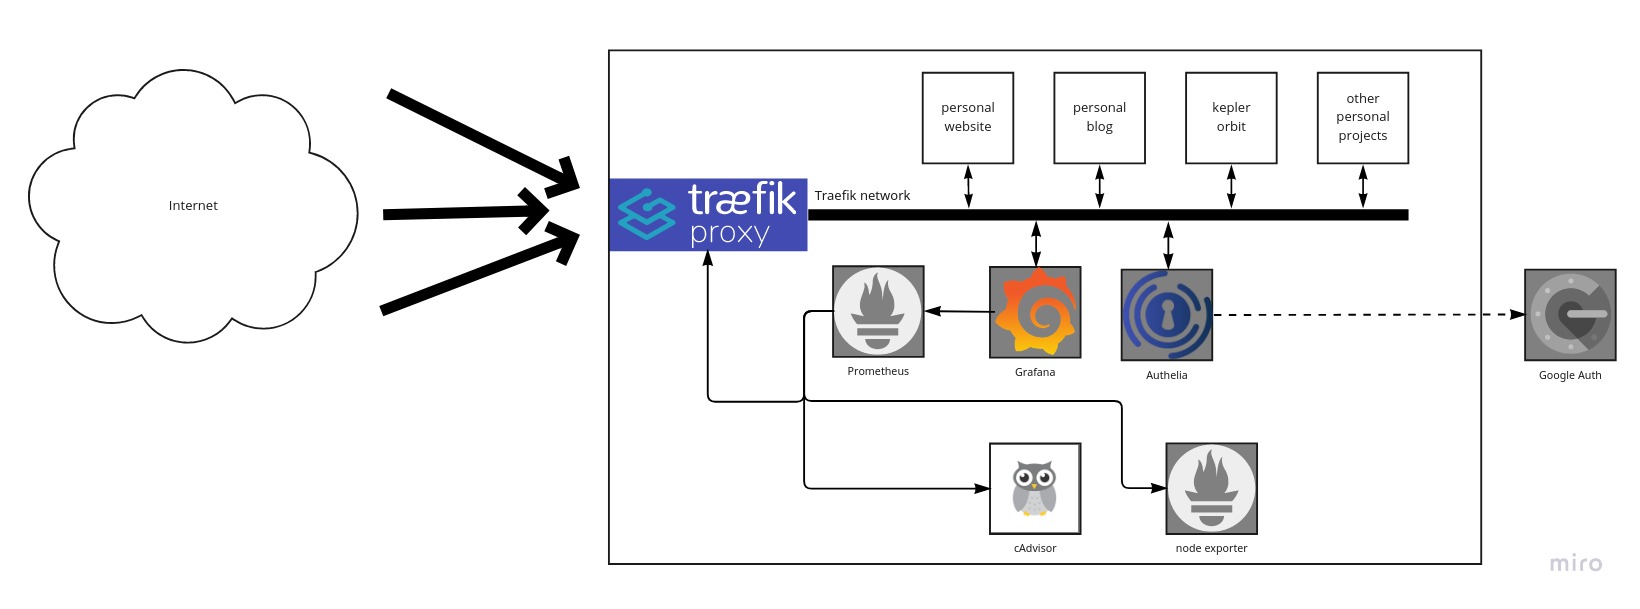 Internet
træfik
proxy
Traefik network
personal
website
personal
blog
kepler
orbit
other
personal
projects
Prometheus
Grafana
Authelia
Google Auth
cAdvisor
node exporter
miro